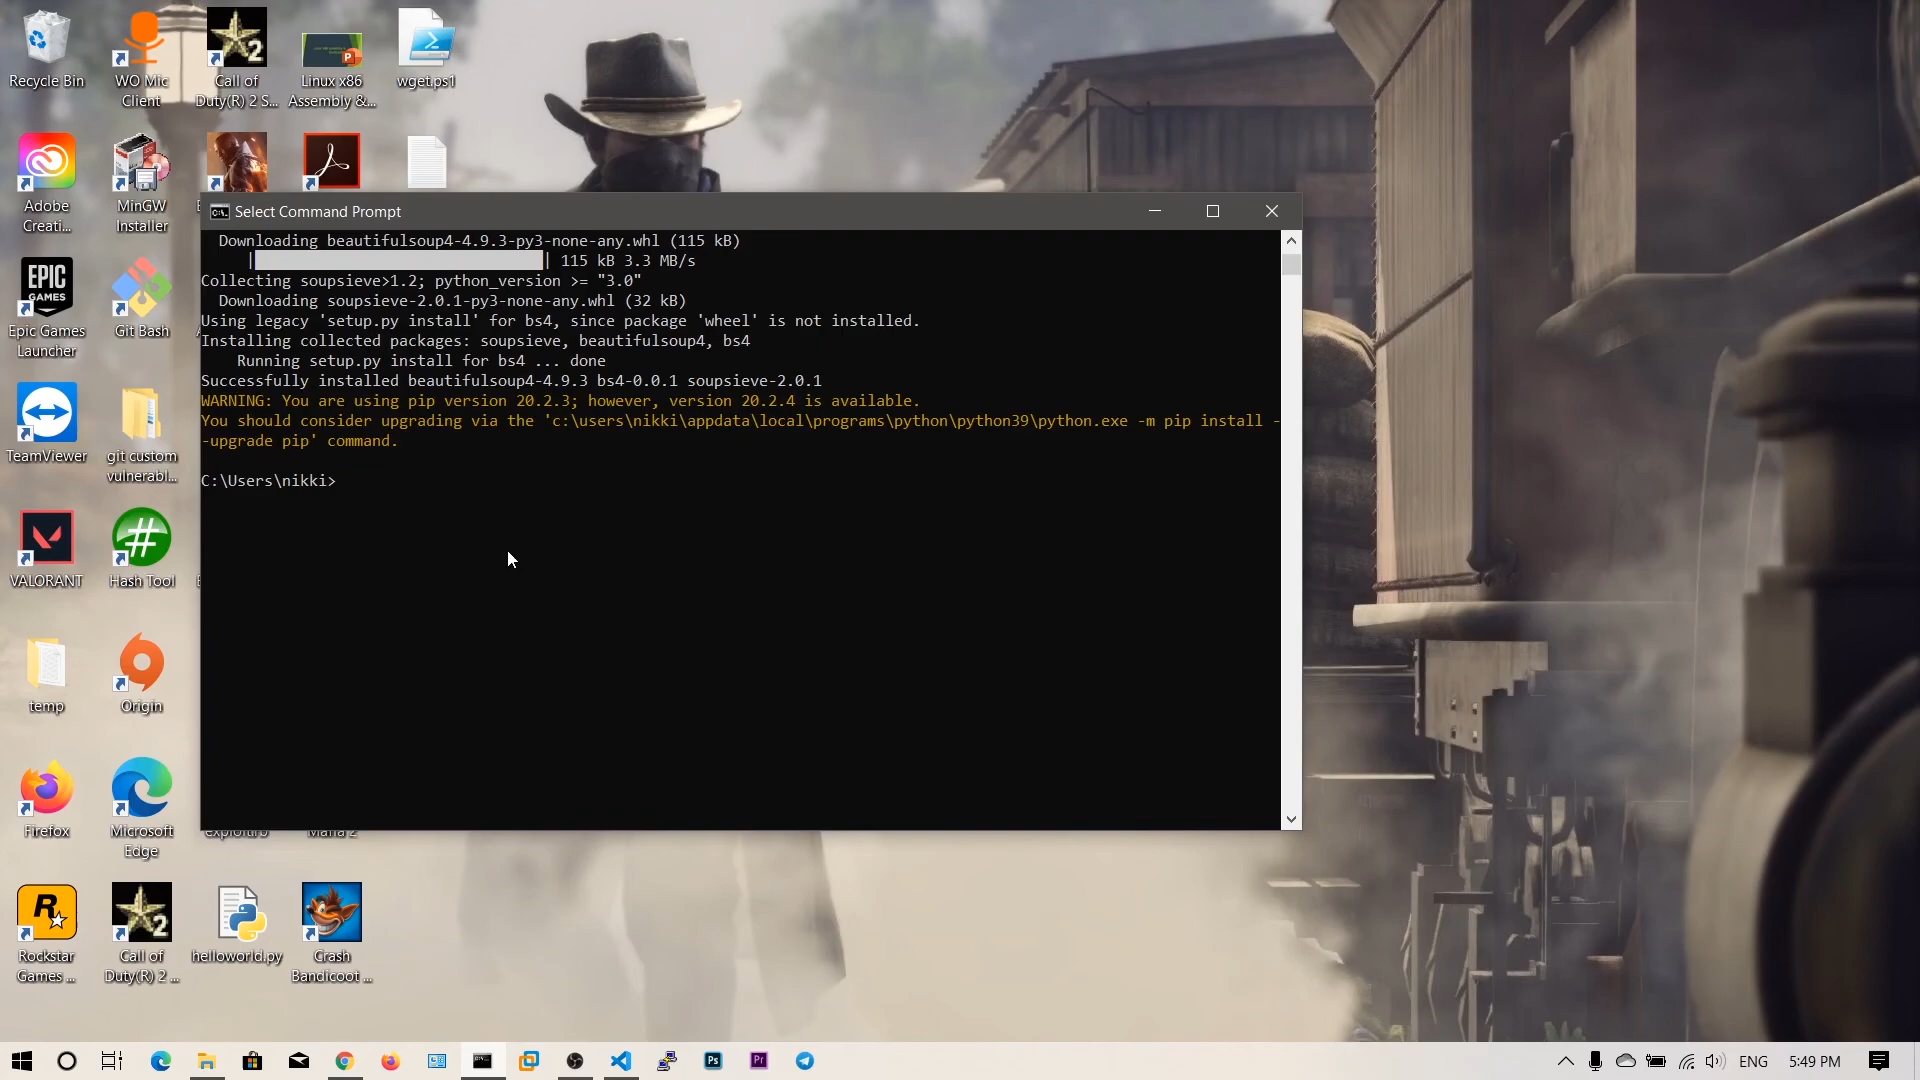 Recycle Bin
WO Mic
Client
Call of
Duty(R) 2 S...
Linux x86
Assembly &...
wget.ps1
Adobe
Creati...
MinGW
Installer
Select Command Prompt
Downloading beautifulsoup4-4.9.3-py3-none-any.whl (115 kB)
| | 115 kB 3.3 MB/s
Collecting soupsieve>1.2; python_version >= "3.0"
Downloading soupsieve-2.0.1-py3-none-any.whl (32 kB)
Using legacy 'setup.py install' for bs4, since package 'wheel' is not installed.
Installing collected packages: soupsieve, beautifulsoup4, bs4
Running setup.py install for bs4 ... done
Successfully installed beautifulsoup4-4.9.3 bs4-0.0.1 soupsieve-2.0.1
WARNING: You are using pip version 20.2.3; however, version 20.2.4 is available.
You should consider upgrading via the 'c:\users\nikki\appdata\local\programs\python\python39\python.exe -m pip install -
-upgrade pip' command.
C:\Users\nikki>
EPIC
GAMES
Epic Games
Launcher
Git Bash
TeamViewer
git custom
vulnerabl...
VALORANT
Hash Tool
temp
Origin
Firefox
Microsoft
Edge
exploit.rb
Mafia 2
Rockstar
Games ...
Call of
Duty(R) 2 ...
helloworld.py
Crash
Bandicoot ...
Ps
Pr
ENG
5:49 PM